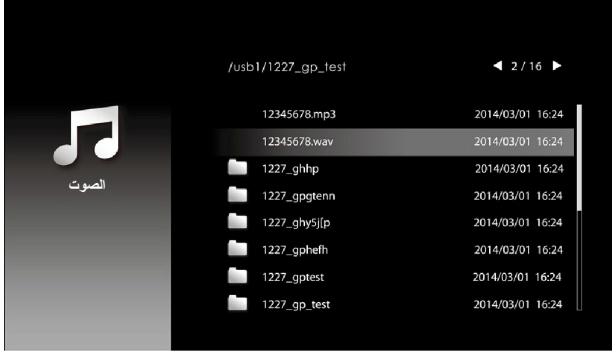 /usb1/1227_gp_test ◀ 2/16 ▶
12345678.mp3 2014/03/01 16:24
12345678.wav 2014/03/01 16:24
1227_ghhp 2014/03/01 16:24
1227_gpgtenn 2014/03/01 16:24
1227_ghy5j[p 2014/03/01 16:24
1227_gphefh 2014/03/01 16:24
1227_gptest 2014/03/01 16:24
1227_gp_test 2014/03/01 16:24
الصوت